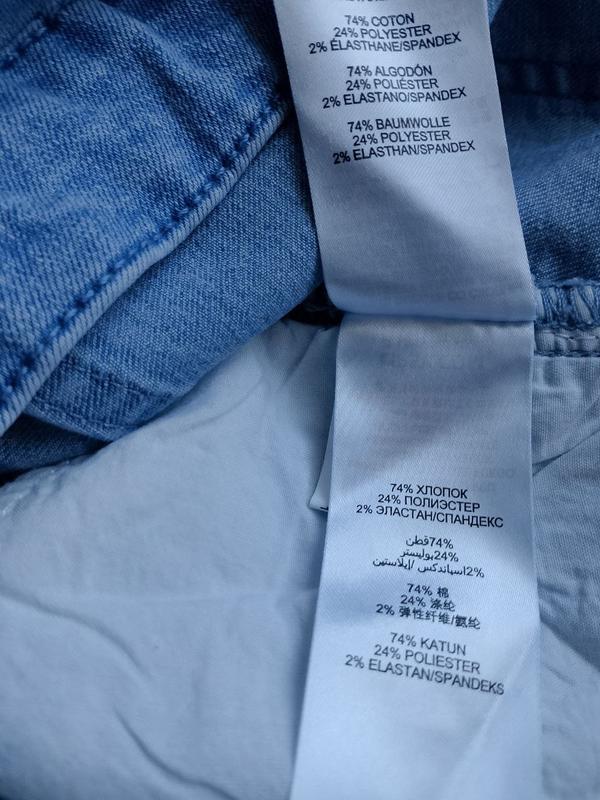 74% COTON
24% POLYESTER
2% ÉLASTHANE/SPANDEX
74% ALGODÓN
24% POLIÉSTER
2% ELASTANO/SPANDEX
74% BAUMWOLLE
24% POLYESTER
2% ELASTHAN/SPANDEX
74% ХЛОПОК
24% ПОЛИЭСТЕР
2% ЭЛАСТАН/СПАНДЕКС
74%قطن
24%بوليستر
2%اسباندكس /إيلاستين
74% 棉
24% 涤纶
2% 弹性纤维/氨纶
74% KATUN
24% POLIESTER
2% ELASTAN/SPANDEKS